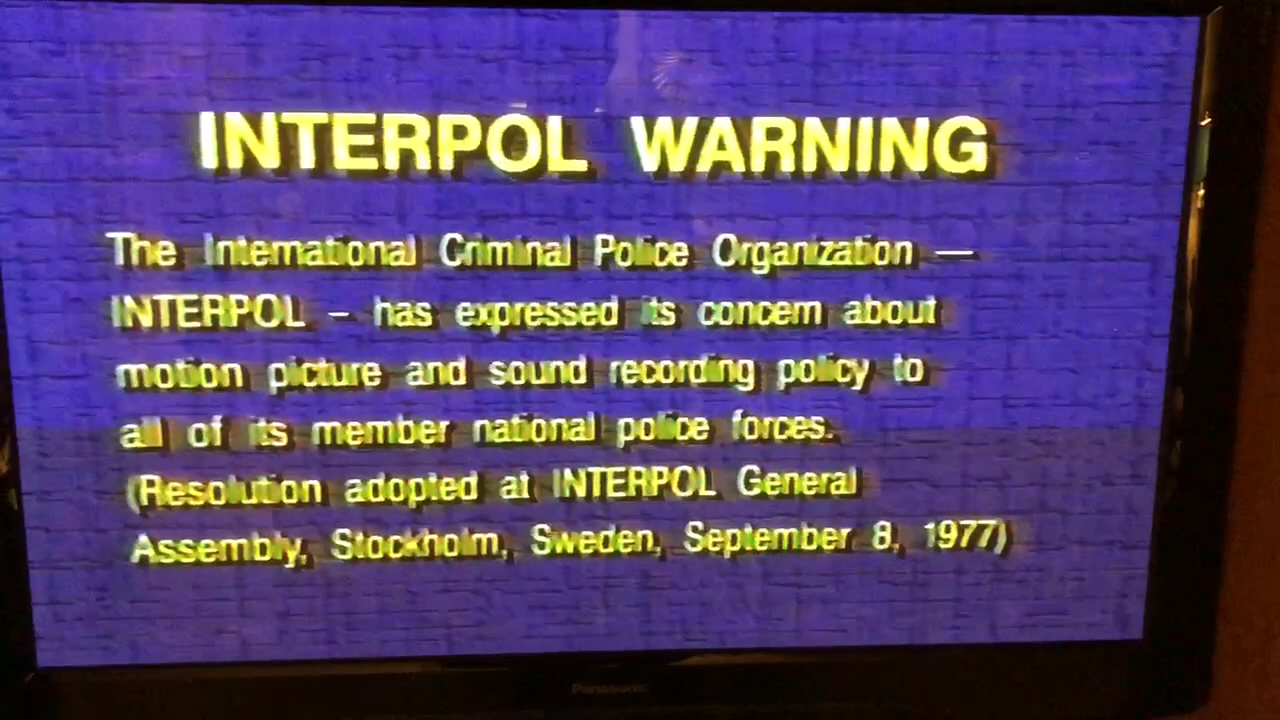 INTERPOL WARNING
The International Criminal Police Organization —
INTERPOL – has expressed its concern about
motion picture and sound recording policy to
all of its member national police forces.
(Resolution adopted at INTERPOL General
Assembly, Stockholm, Sweden, September 8, 1977)
Panasonic